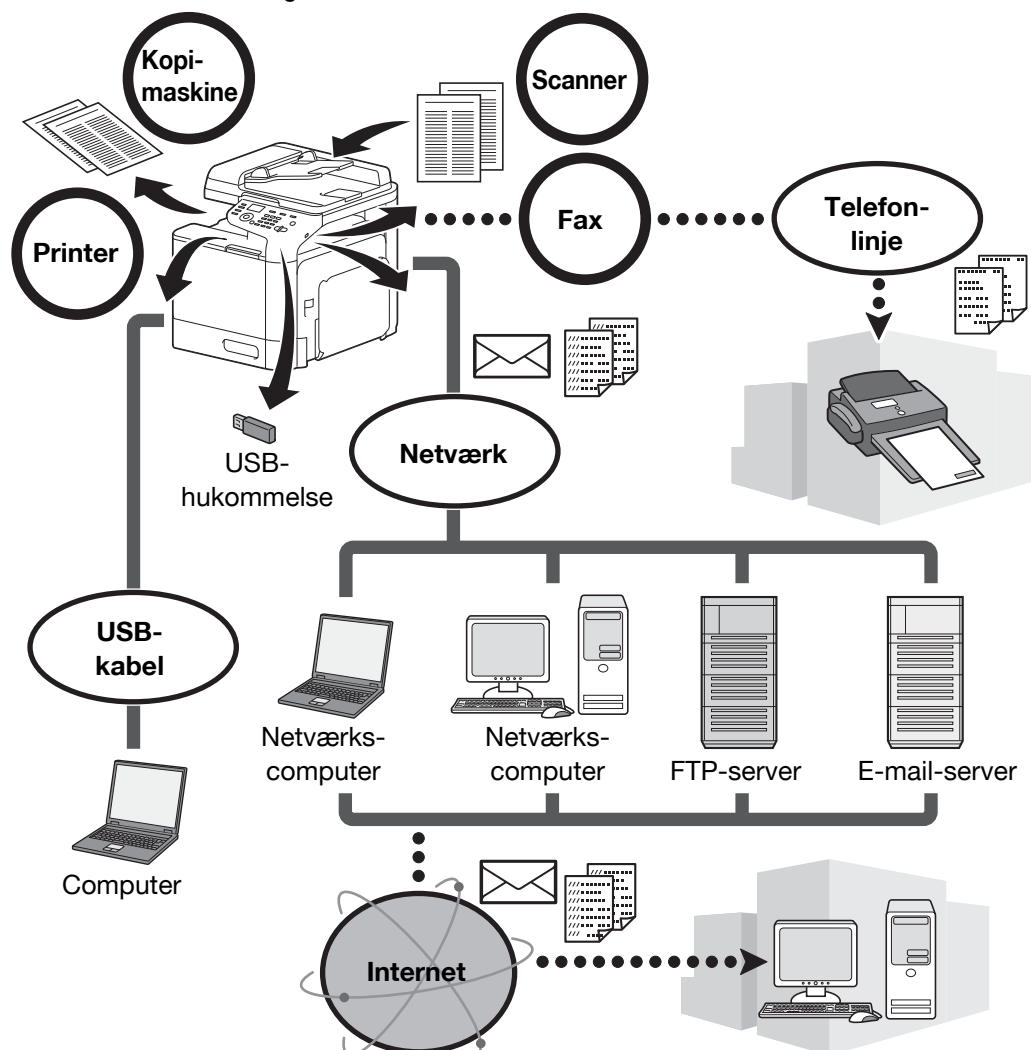 Kopi-
maskine
Scanner
Printer
Fax
Telefon-
linje
USB-
hukommelse
Netværk
USB-
kabel
Netværks-
computer
Netværks-
computer
FTP-server
E-mail-server
Computer
Internet